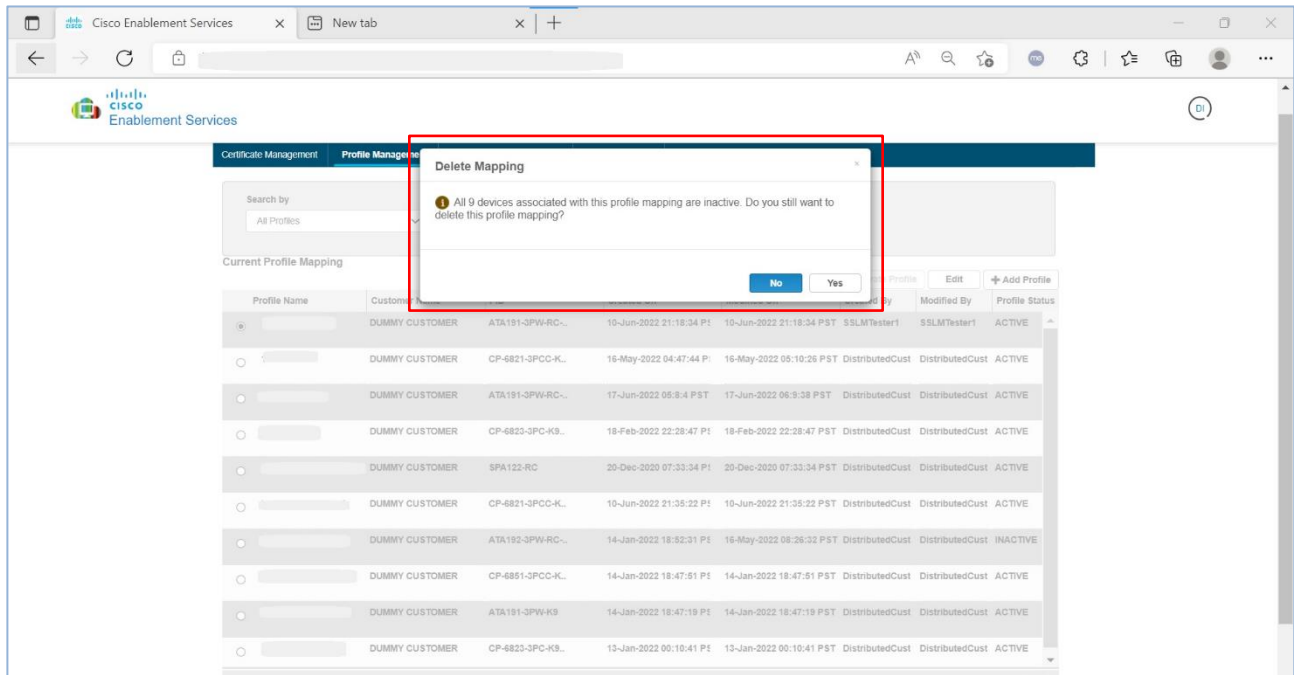 Cisco Enablement Services
New tab
CISCO
Enablement Services
DI
Certificate Management Profile Manageme
Delete Mapping
All 9 devices associated with this profile mapping are inactive. Do you still want to
delete this profile mapping?
No Yes
Search by
All Profiles
Current Profile Mapping
Profile Edit + Add Profile
Profile Name Customer Modified By Profile Status
DUMMY CUSTOMER ATA191-3PW-RC-.. 10-Jun-2022 21:18:34 PS 10-Jun-2022 21:18:34 PST SSLMTester1 SSLMTester1 ACTIVE
DUMMY CUSTOMER CP-6821-3PCC-K.. 16-May-2022 04:47:44 P 16-May-2022 05:10:26 PST DistributedCust DistributedCust ACTIVE
DUMMY CUSTOMER ATA191-3PW-RC-.. 17-Jun-2022 05:8:4 PST 17-Jun-2022 06:9:38 PST DistributedCust DistributedCust ACTIVE
DUMMY CUSTOMER CP-6823-3PC-K9.. 18-Feb-2022 22:28:47 PS 18-Feb-2022 22:28:47 PST DistributedCust DistributedCust ACTIVE
DUMMY CUSTOMER SPA122-RC 20-Dec-2020 07:33:34 PS 20-Dec-2020 07:33:34 PST DistributedCust DistributedCust ACTIVE
DUMMY CUSTOMER CP-6821-3PCC-K.. 10-Jun-2022 21:35:22 PS 10-Jun-2022 21:35:22 PST DistributedCust DistributedCust ACTIVE
DUMMY CUSTOMER ATA192-3PW-RC-.. 14-Jan-2022 18:52:31 PS 16-May-2022 08:26:32 PST DistributedCust DistributedCust INACTIVE
DUMMY CUSTOMER CP-6851-3PCC-K.. 14-Jan-2022 18:47:51 PS 14-Jan-2022 18:47:51 PST DistributedCust DistributedCust ACTIVE
DUMMY CUSTOMER ATA191-3PW-K9 14-Jan-2022 18:47:19 PS 14-Jan-2022 18:47:19 PST DistributedCust DistributedCust ACTIVE
DUMMY CUSTOMER CP-6823-3PC-K9.. 13-Jan-2022 00:10:41 PS 13-Jan-2022 00:10:41 PST DistributedCust DistributedCust ACTIVE